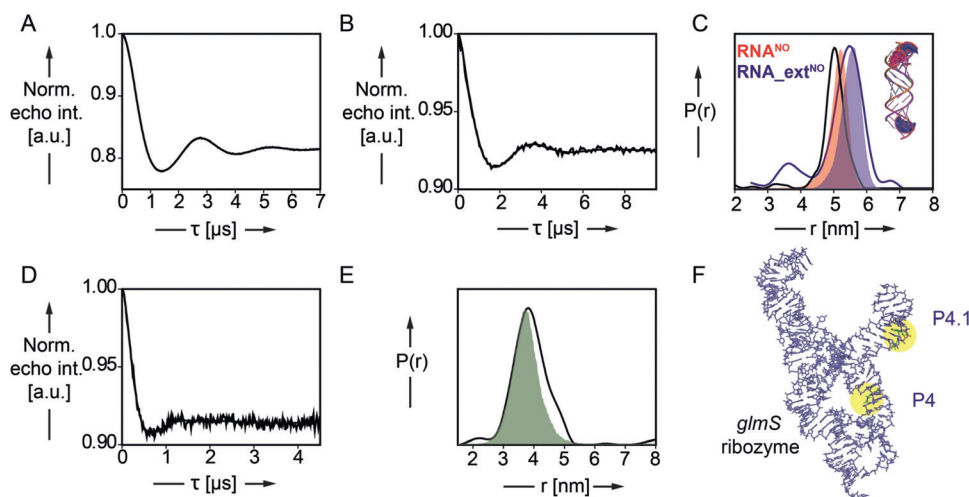 A
Norm.
echo int.
[a.u.]
1.0
0.9
0.8
0 1 2 3 4 5 6 7
τ [µs]
B
Norm.
echo int.
[a.u.]
1.00
0.95
0.90
0 2 4 6 8
τ [µs]
C
P(r)
RNA^NO
RNA_ext^NO
2 3 4 5 6 7 8
r [nm]
D
Norm.
echo int.
[a.u.]
1.00
0.95
0.90
0 1 2 3 4
τ [µs]
E
P(r)
2 3 4 5 6 7 8
r [nm]
F
P4.1
P4
glmS
ribozyme